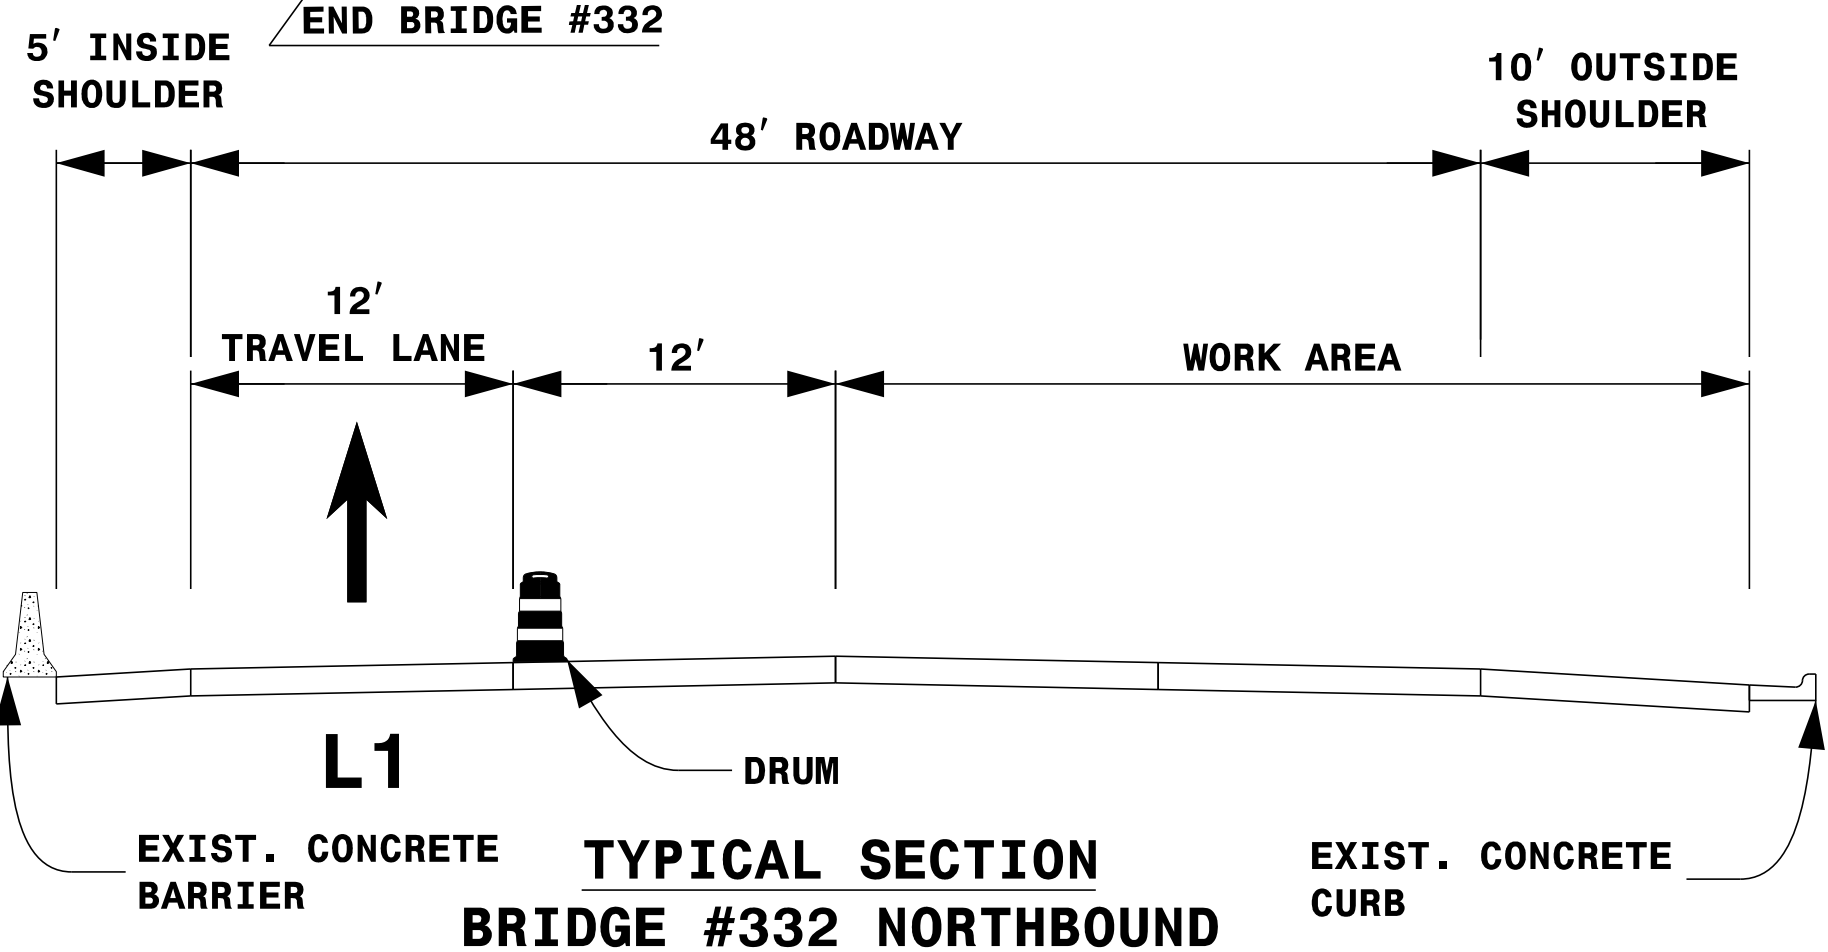 END BRIDGE #332
5′ INSIDE
SHOULDER
10′ OUTSIDE
SHOULDER
48′ ROADWAY
12′
TRAVEL LANE
12′
WORK AREA
L1
DRUM
EXIST. CONCRETE
BARRIER
TYPICAL SECTION
BRIDGE #332 NORTHBOUND
EXIST. CONCRETE
CURB